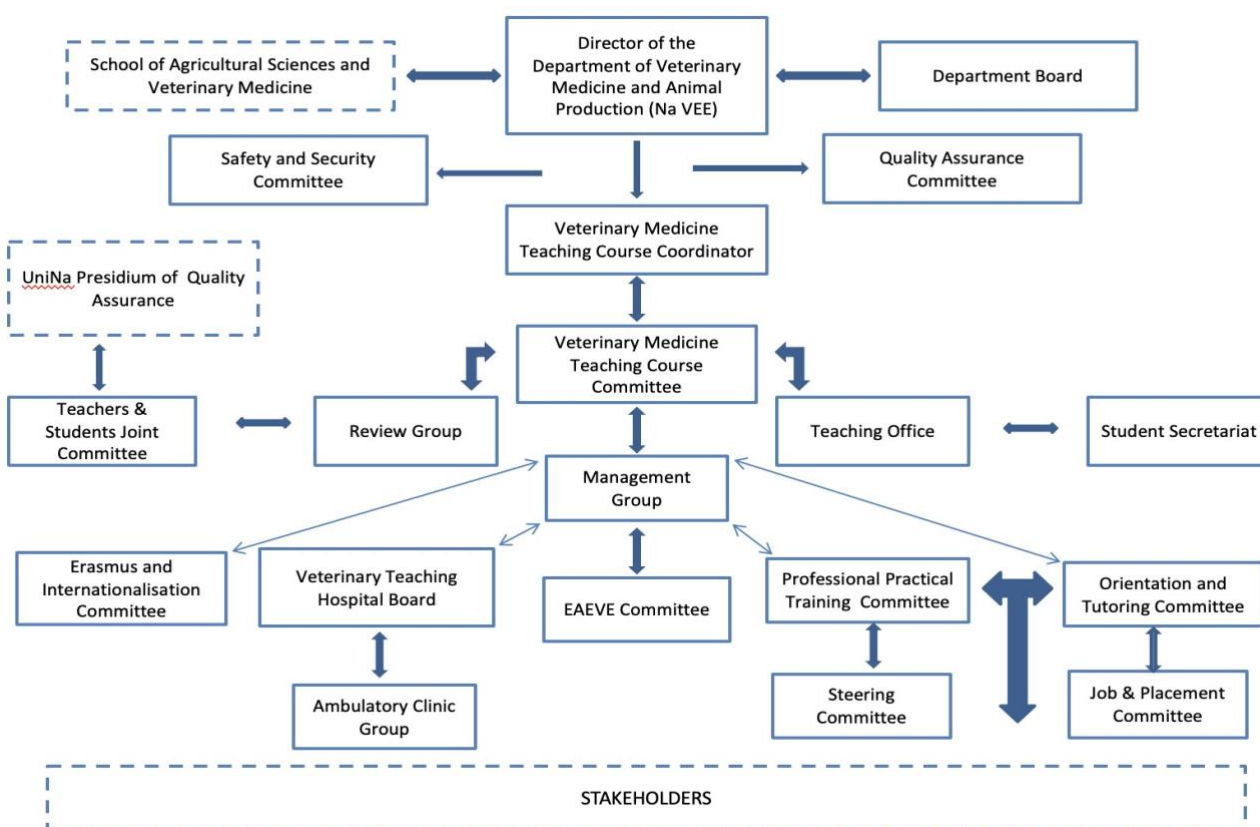 School of Agricultural Sciences and
Veterinary Medicine
Director of the
Department of Veterinary
Medicine and Animal
Production (Na VEE)
Department Board
Safety and Security
Committee
Quality Assurance
Committee
Veterinary Medicine
Teaching Course Coordinator
UniNa Presidium of Quality
Assurance
Veterinary Medicine
Teaching Course
Committee
Teachers &
Students Joint
Committee
Review Group
Teaching Office
Student Secretariat
Management
Group
Erasmus and
Internationalisation
Committee
Veterinary Teaching
Hospital Board
EAEVE Committee
Professional Practical
Training Committee
Orientation and
Tutoring Committee
Ambulatory Clinic
Group
Steering
Committee
Job & Placement
Committee
STAKEHOLDERS